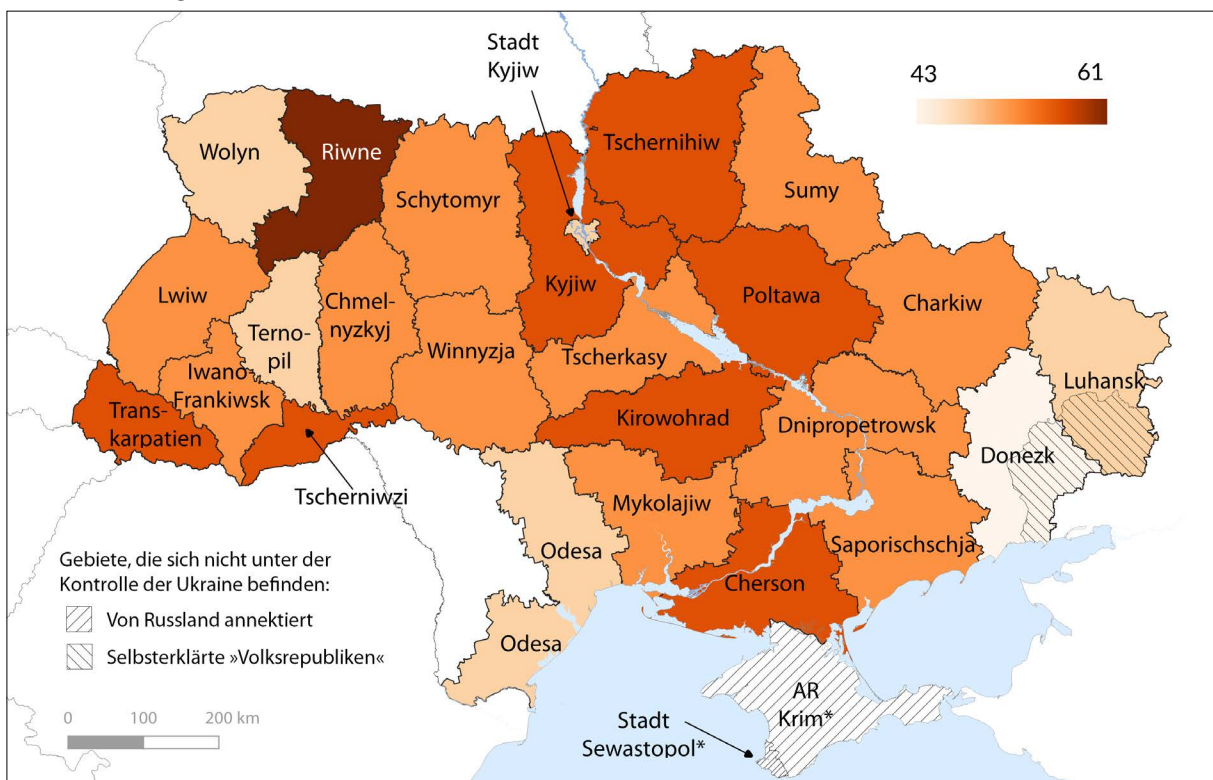 Stadt
Kyjiw
43
61
Wolyn
Riwne
Tschernihiw
Sumy
Schytomyr
Lwiw
Chmel-
nyzkyj
Kyjiw
Poltawa
Charkiw
Terno-
pil
Winnyzja
Tscherkasy
Iwano-
Frankiwsk
Luhansk
Trans-
karpatien
Kirowohrad
Dnipropetrowsk
Donezk
Tscherniwzi
Mykolajiw
Odesa
Saporischschja
Cherson
Gebiete, die sich nicht unter der
Kontrolle der Ukraine befinden:
Von Russland annektiert
Selbsterklärte »Volksrepubliken«
Odesa
AR
Krim*
0 100 200 km
Stadt
Sewastopol*